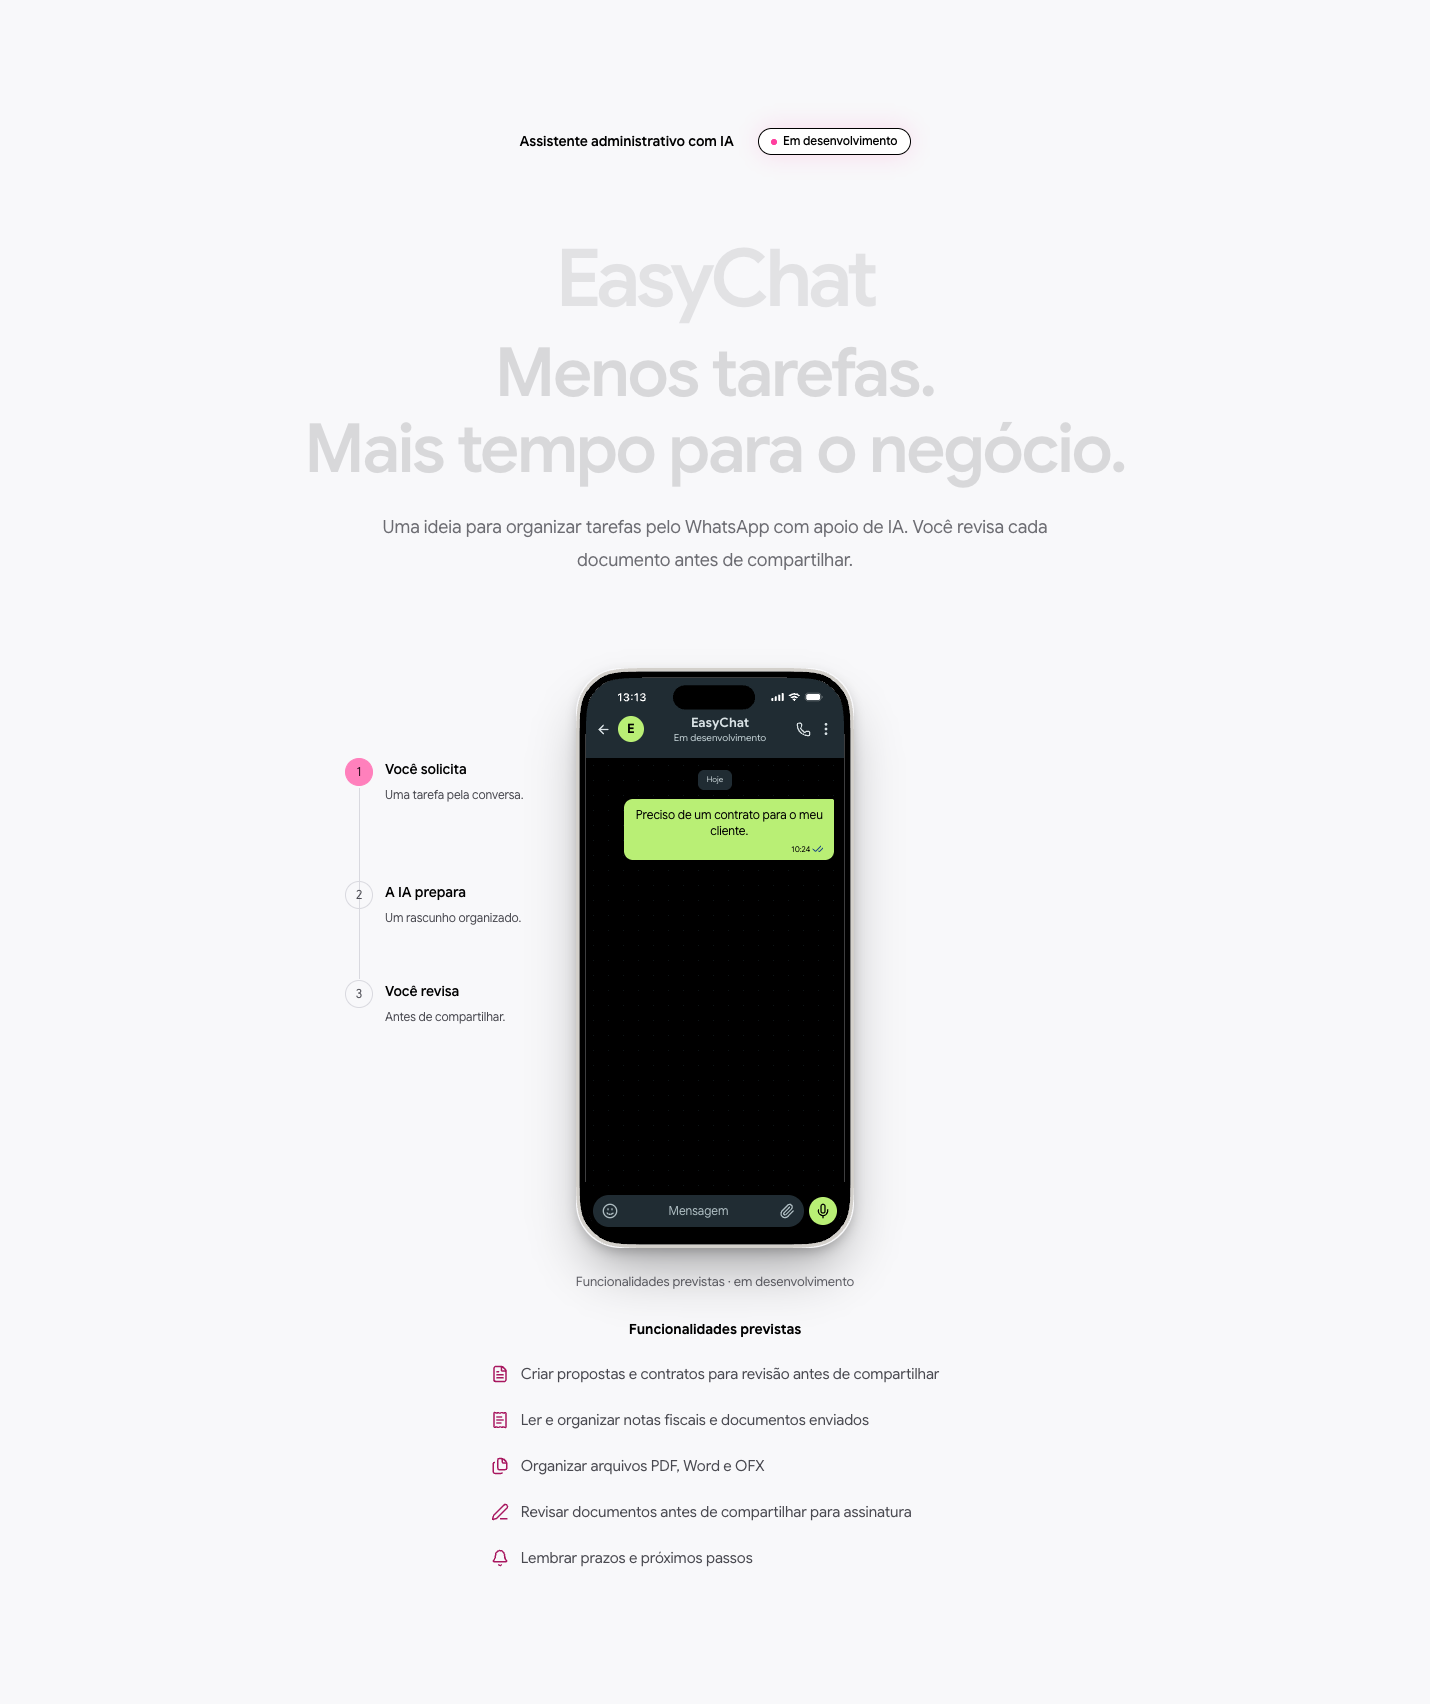 Assistente administrativo com IA
Em desenvolvimento
EasyChat
Menos tarefas.
Mais tempo para o negócio.
Uma ideia para organizar tarefas pelo WhatsApp com apoio de IA. Você revisa cada
documento antes de compartilhar.
1
Você solicita
Uma tarefa pela conversa.
2
A IA prepara
Um rascunho organizado.
3
Você revisa
Antes de compartilhar.
13:13
E
EasyChat
Em desenvolvimento
Hoje
Preciso de um contrato para o meu
cliente.
10:24
Mensagem
Funcionalidades previstas · em desenvolvimento
Funcionalidades previstas
Criar propostas e contratos para revisão antes de compartilhar
Ler e organizar notas fiscais e documentos enviados
Organizar arquivos PDF, Word e OFX
Revisar documentos antes de compartilhar para assinatura
Lembrar prazos e próximos passos